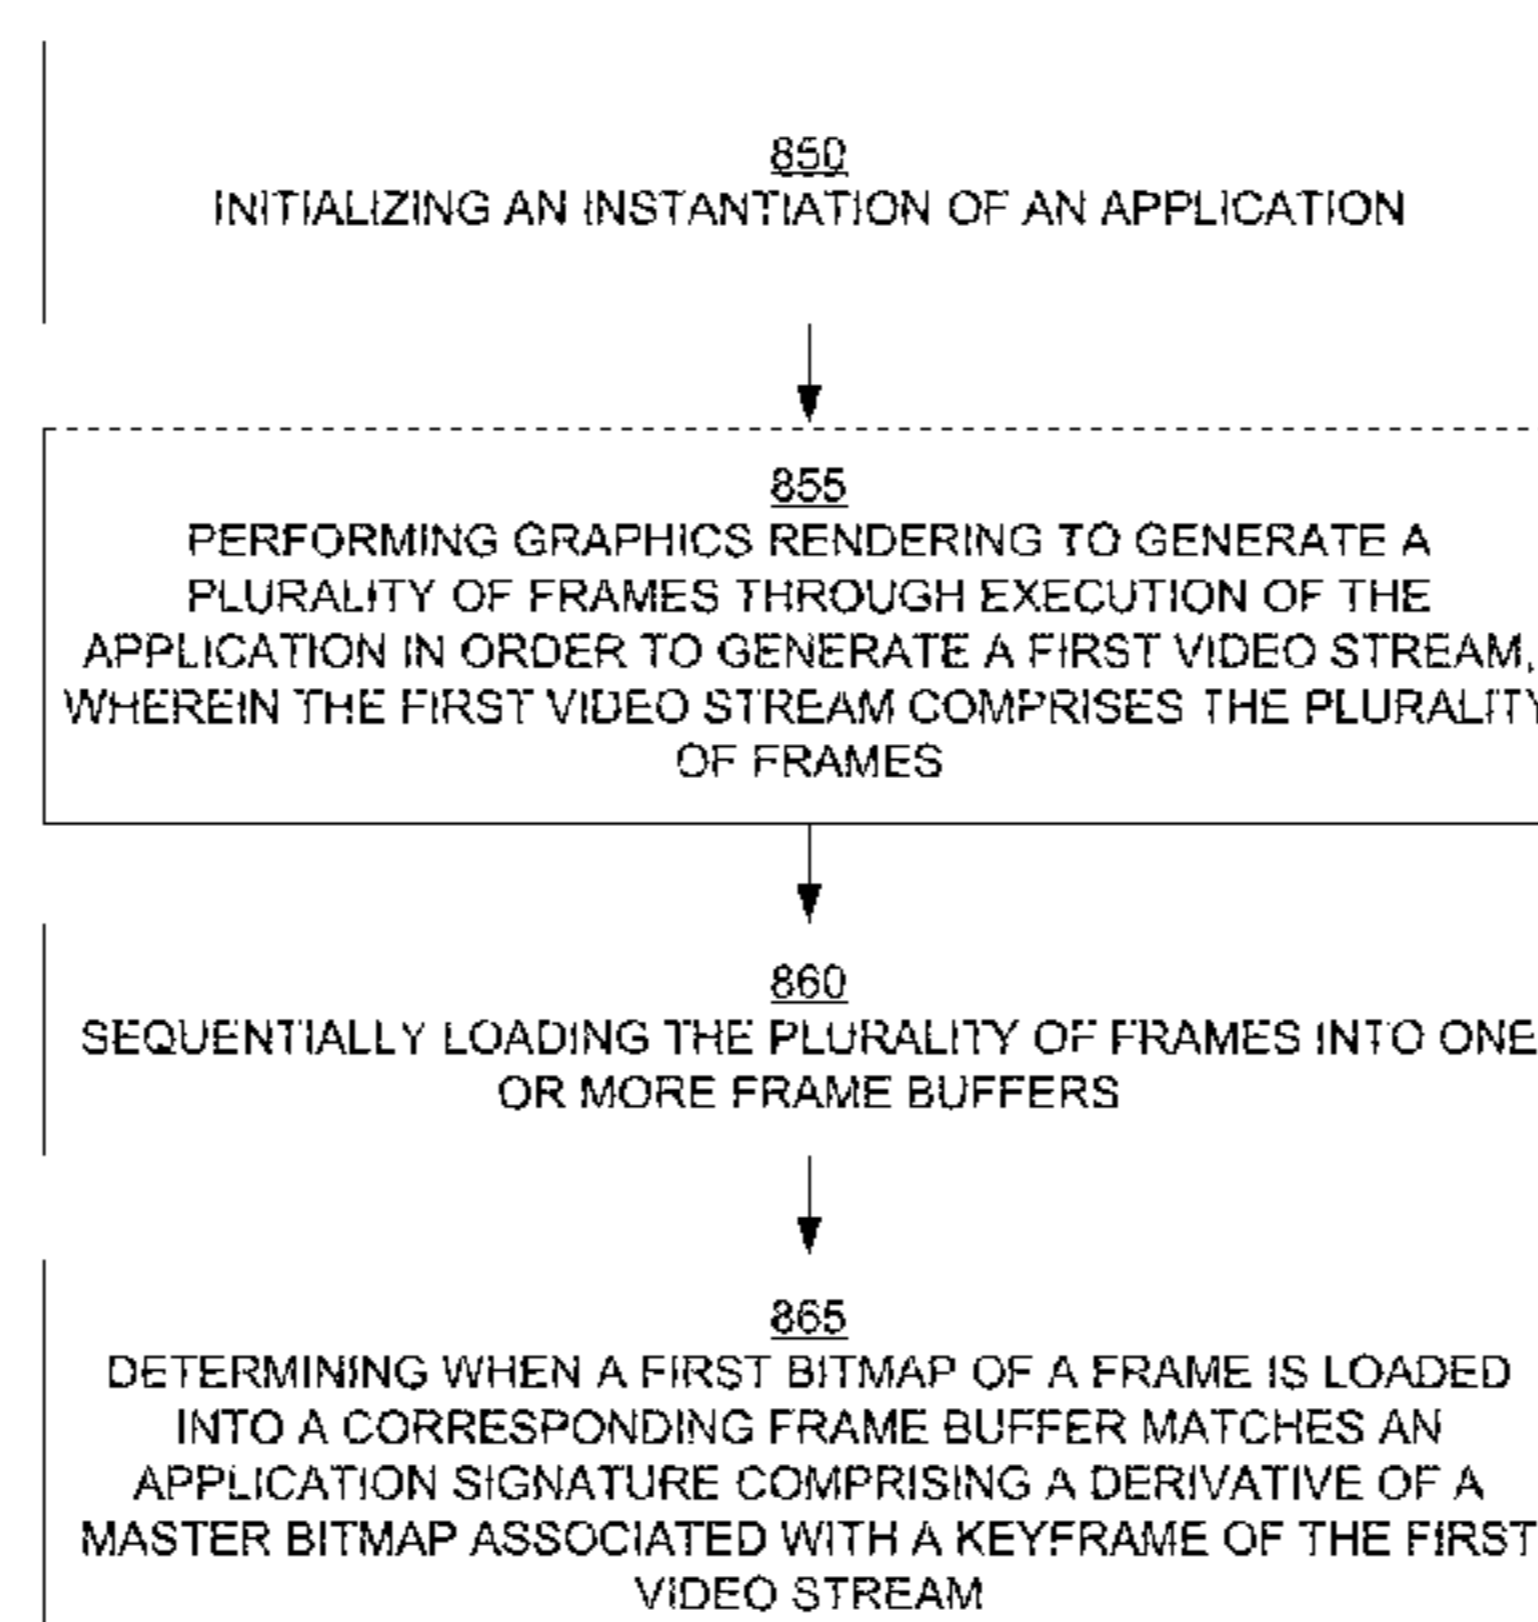 850
INITIALIZING AN INSTANTIATION OF AN APPLICATION
855
PERFORMING GRAPHICS RENDERING TO GENERATE A
PLURALITY OF FRAMES THROUGH EXECUTION OF THE
APPLICATION IN ORDER TO GENERATE A FIRST VIDEO STREAM,
WHEREIN THE FIRST VIDEO STREAM COMPRISES THE PLURALITY
OF FRAMES
860
SEQUENTIALLY LOADING THE PLURALITY OF FRAMES INTO ONE
OR MORE FRAME BUFFERS
865
DETERMINING WHEN A FIRST BITMAP OF A FRAME IS LOADED
INTO A CORRESPONDING FRAME BUFFER MATCHES AN
APPLICATION SIGNATURE COMPRISING A DERIVATIVE OF A
MASTER BITMAP ASSOCIATED WITH A KEYFRAME OF THE FIRST
VIDEO STREAM